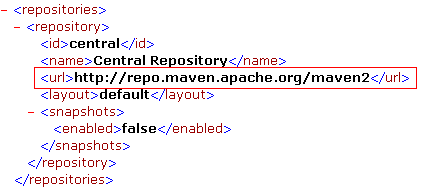 - <repositories>
- <repository>
<id>central</id>
<name>Central Repository</name>
<url>http://repo.maven.apache.org/maven2</url>
<layout>default</layout>
- <snapshots>
<enabled>false</enabled>
</snapshots>
</repository>
</repositories>